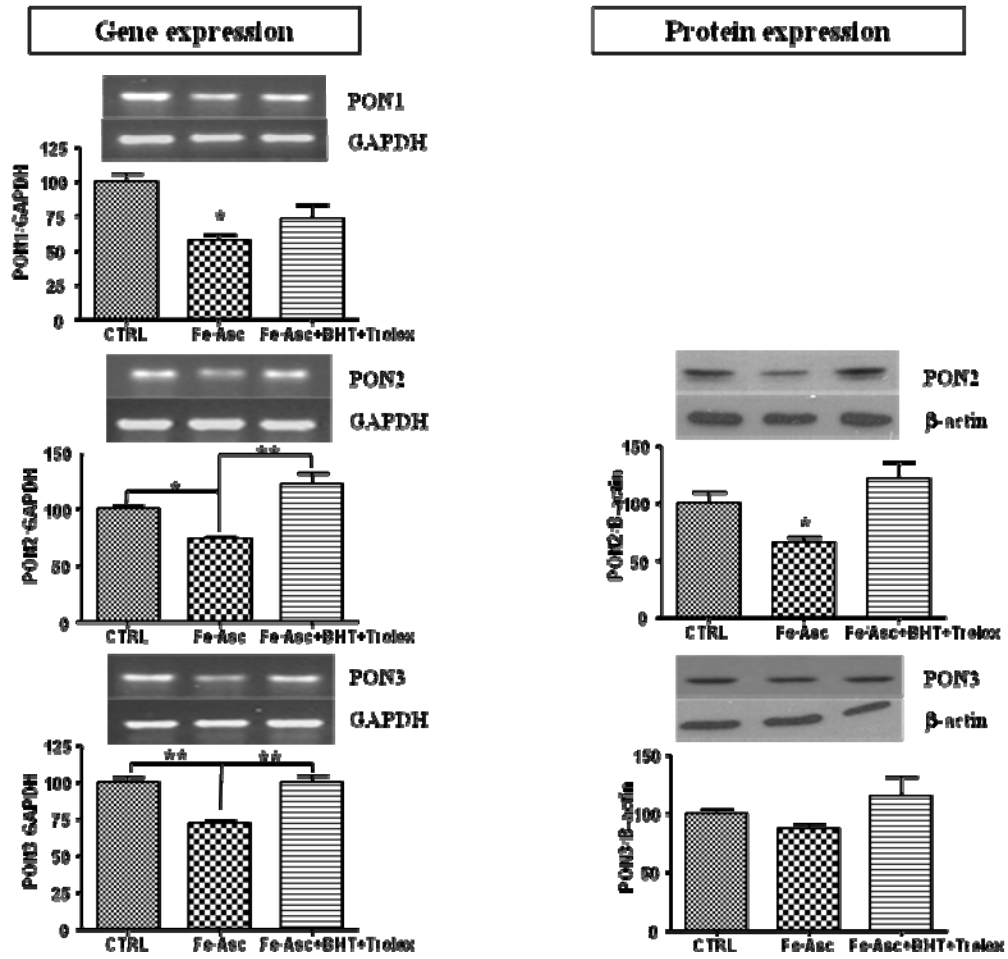 Gene expression
Protein expression
PON1
GAPDH
PON1:GAPDH
125
100
75
50
25
0
*
CTRL Fe-Asc Fe-Asc+BHT+Trolox
PON2
GAPDH
PON2:GAPDH
150
100
50
0
*
**
CTRL Fe-Asc Fe-Asc+BHT+Trolox
PON3
GAPDH
PON3 GAPDH
125
100
75
50
25
0
**
**
CTRL Fe-Asc Fe-Asc+BHT+Trolox
PON2
β-actin
PON2:B-actin
150
100
50
0
*
CTRL Fe-Asc Fe-Asc+BHT+Trolox
PON3
β-actin
PON3:B-actin
150
100
50
0
CTRL Fe-Asc Fe-Asc+BHT+Trolox